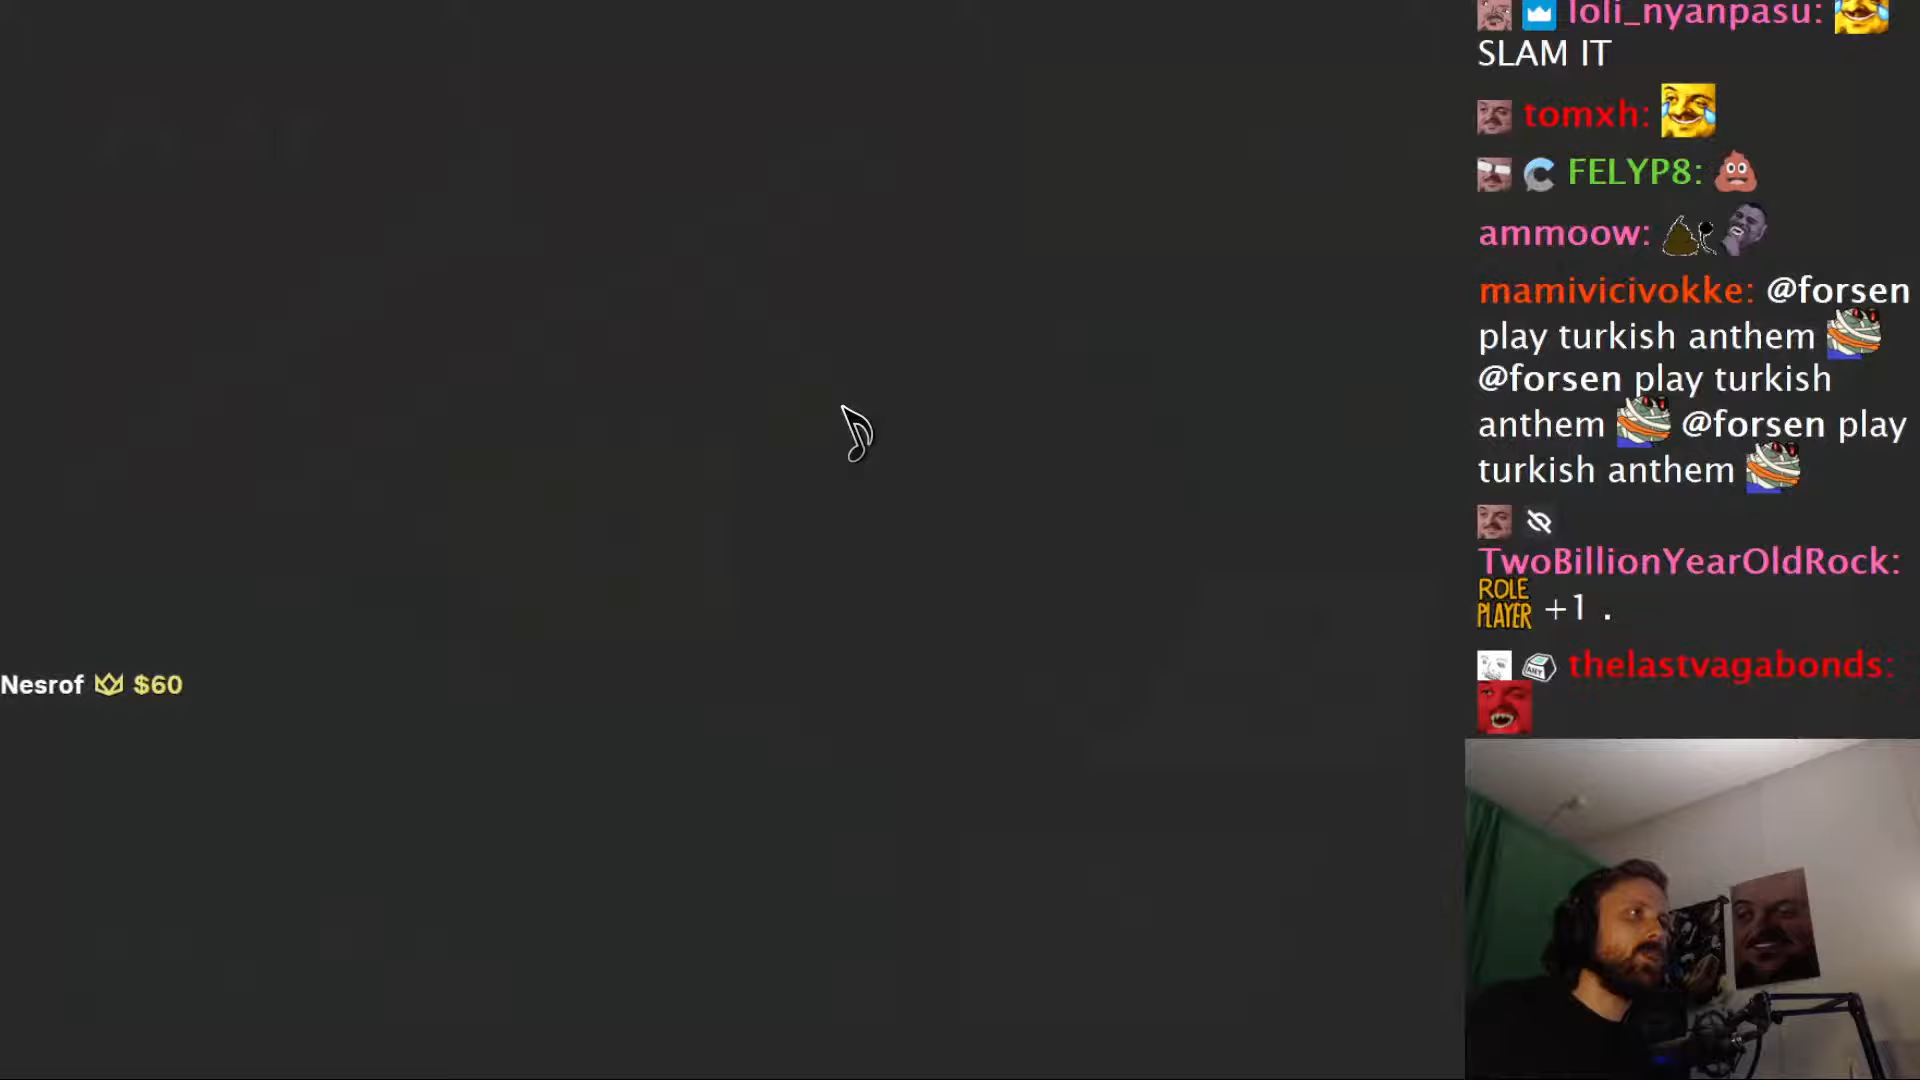 loli_nyanpasu:
SLAM IT
tomxh:
FELYP8:
ammoow:
mamivicivokke: @forsen
play turkish anthem
@forsen play turkish
anthem @forsen play
turkish anthem
TwoBillionYearOldRock:
ROLE PLAYER +1 .
thelastvagabonds:
Nesrof $60